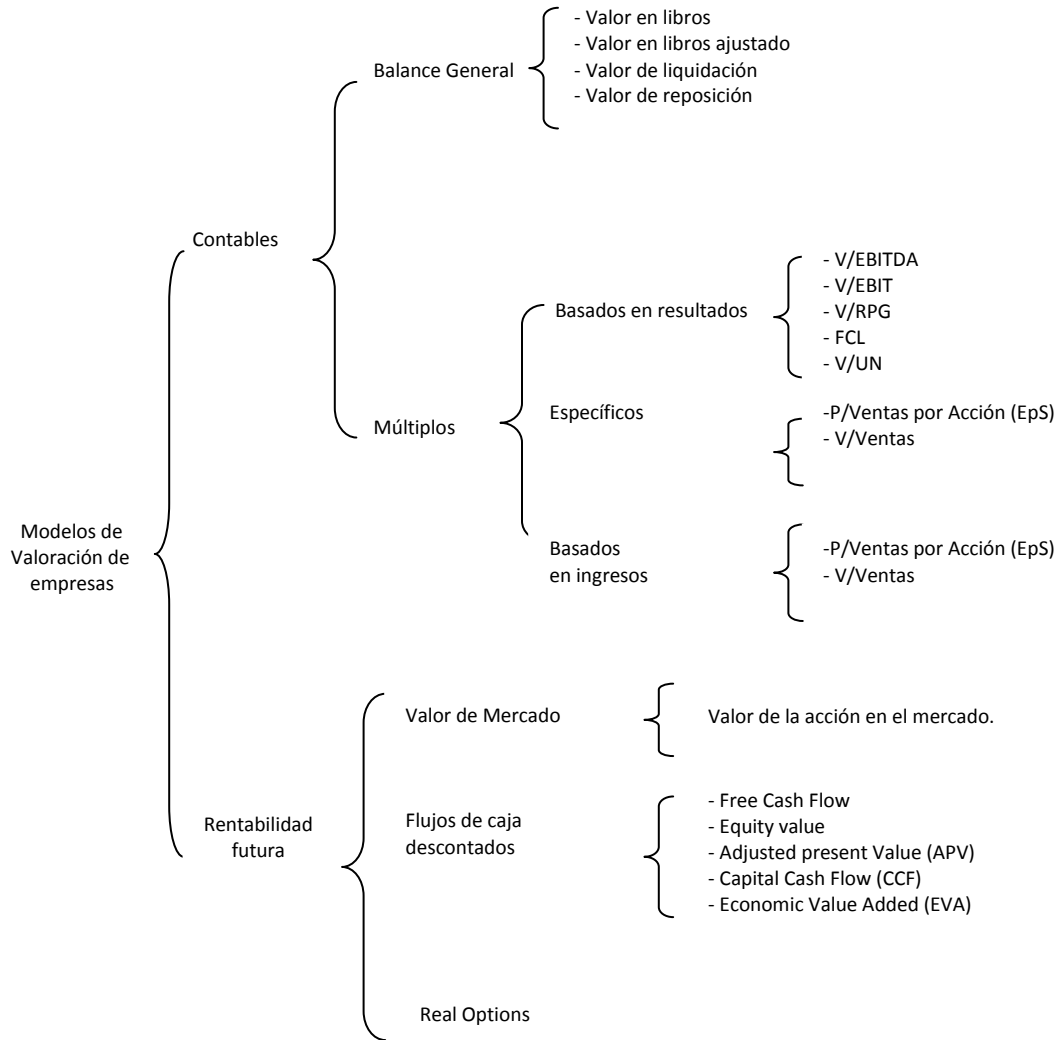 - Valor en libros
- Valor en libros ajustado
Balance General
- Valor de liquidación
- Valor de reposición
Contables
- V/EBITDA
- V/EBIT
Basados en resultados
- V/RPG
- FCL
- V/UN
Múltiplos
Específicos
-P/Ventas por Acción (EpS)
- V/Ventas
Modelos de
Valoración de
empresas
Basados
en ingresos
-P/Ventas por Acción (EpS)
- V/Ventas
Valor de Mercado
Valor de la acción en el mercado.
Rentabilidad
futura
Flujos de caja
descontados
- Free Cash Flow
- Equity value
- Adjusted present Value (APV)
- Capital Cash Flow (CCF)
- Economic Value Added (EVA)
Real Options